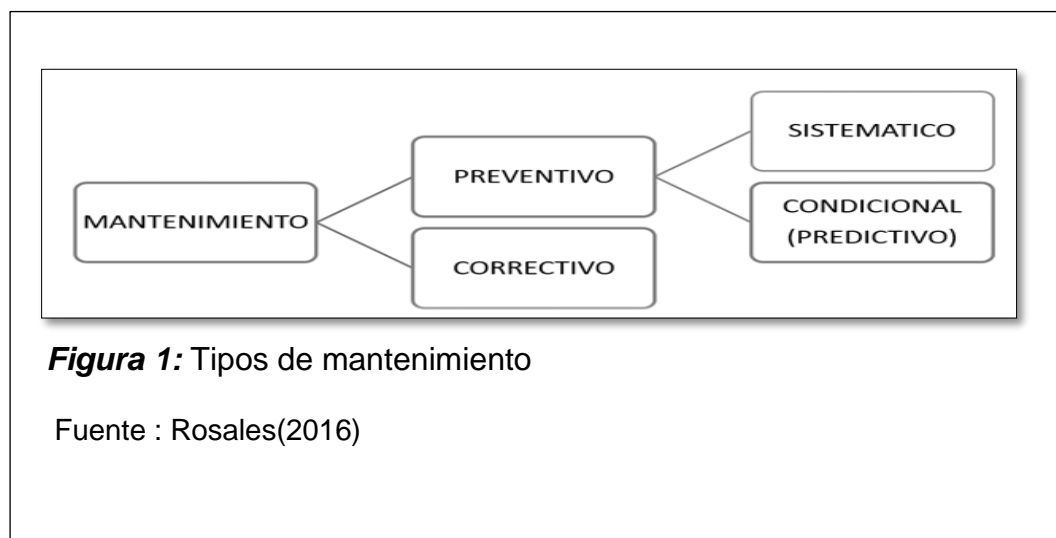 MANTENIMIENTO
PREVENTIVO
CORRECTIVO
SISTEMATICO
CONDICIONAL
(PREDICTIVO)
Figura 1: Tipos de mantenimiento
Fuente : Rosales(2016)